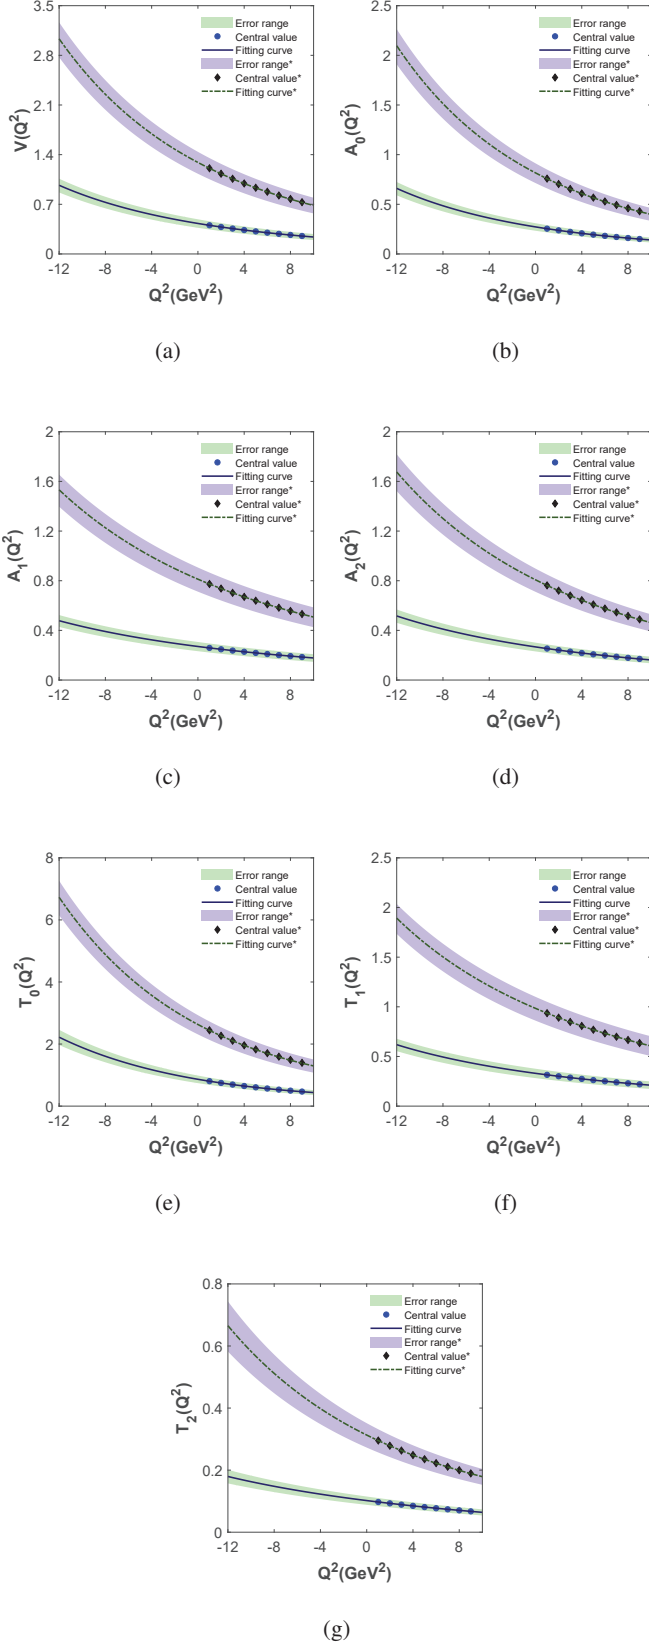 3.5
2.8
2.1
1.4
0.7
0
V(Q²)
Error range
Central value
Fitting curve
Error range*
Central value*
Fitting curve*
-12 -8 -4 0 4 8
Q²(GeV²)
(a)
2.5
2
1.5
1
0.5
0
A₀(Q²)
Error range
Central value
Fitting curve
Error range*
Central value*
Fitting curve*
-12 -8 -4 0 4 8
Q²(GeV²)
(b)
2
1.6
1.2
0.8
0.4
0
A₁(Q²)
Error range
Central value
Fitting curve
Error range*
Central value*
Fitting curve*
-12 -8 -4 0 4 8
Q²(GeV²)
(c)
2
1.6
1.2
0.8
0.4
0
A₂(Q²)
Error range
Central value
Fitting curve
Error range*
Central value*
Fitting curve*
-12 -8 -4 0 4 8
Q²(GeV²)
(d)
8
6
4
2
0
T₀(Q²)
Error range
Central value
Fitting curve
Error range*
Central value*
Fitting curve*
-12 -8 -4 0 4 8
Q²(GeV²)
(e)
2.5
2
1.5
1
0.5
0
T₁(Q²)
Error range
Central value
Fitting curve
Error range*
Central value*
Fitting curve*
-12 -8 -4 0 4 8
Q²(GeV²)
(f)
0.8
0.6
0.4
0.2
0
T₂(Q²)
Error range
Central value
Fitting curve
Error range*
Central value*
Fitting curve*
-12 -8 -4 0 4 8
Q²(GeV²)
(g)